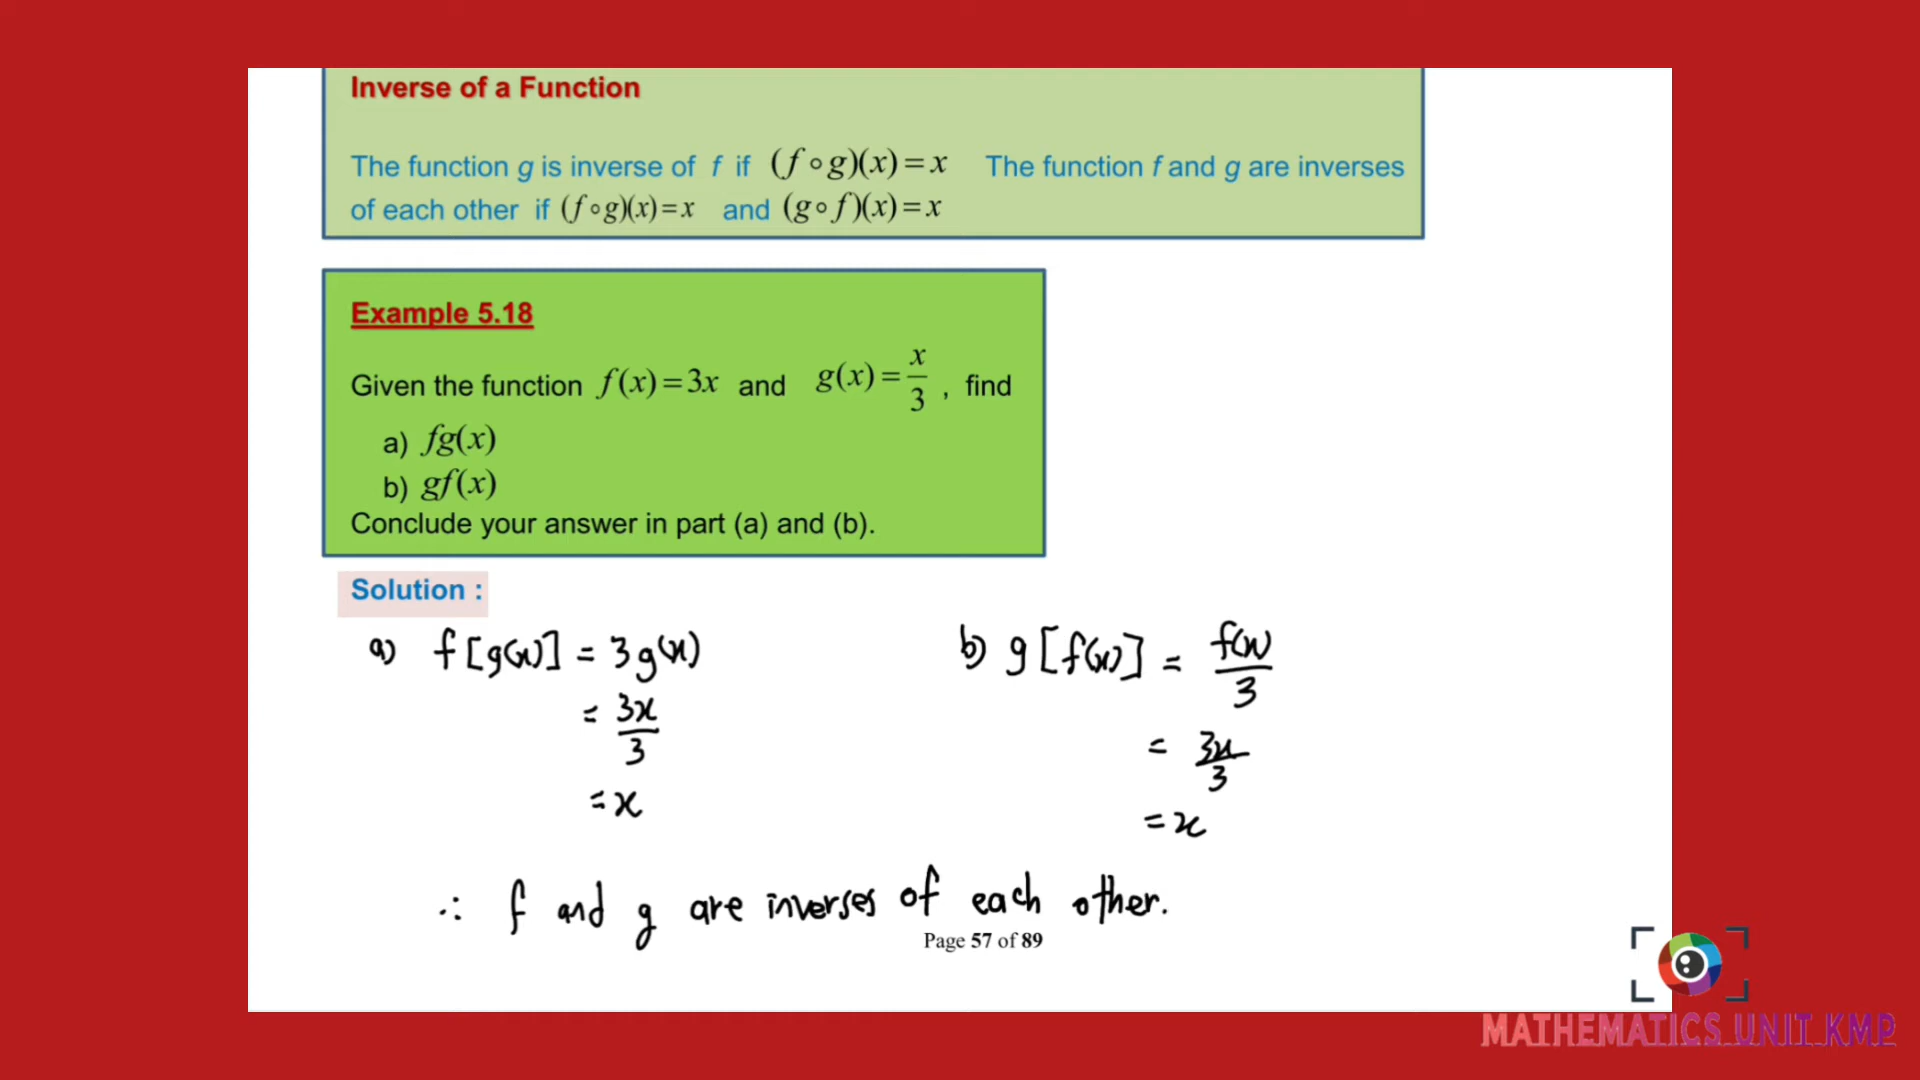 Inverse of a Function
The function g is inverse of f if (f∘g)(x)=x The function f and g are inverses
of each other if (f∘g)(x)=x and (g∘f)(x)=x
Example 5.18
Given the function f(x)=3x and g(x)=x/3 , find
a) fg(x)
b) gf(x)
Conclude your answer in part (a) and (b).
Solution :
a) f[g(x)] = 3g(x)
= 3x/3
= x
b) g[f(x)] = f(x)/3
= 3x/3
= x
∴ f and g are inverses of each other.
Page 57 of 89
MATHEMATICS UNIT KMP